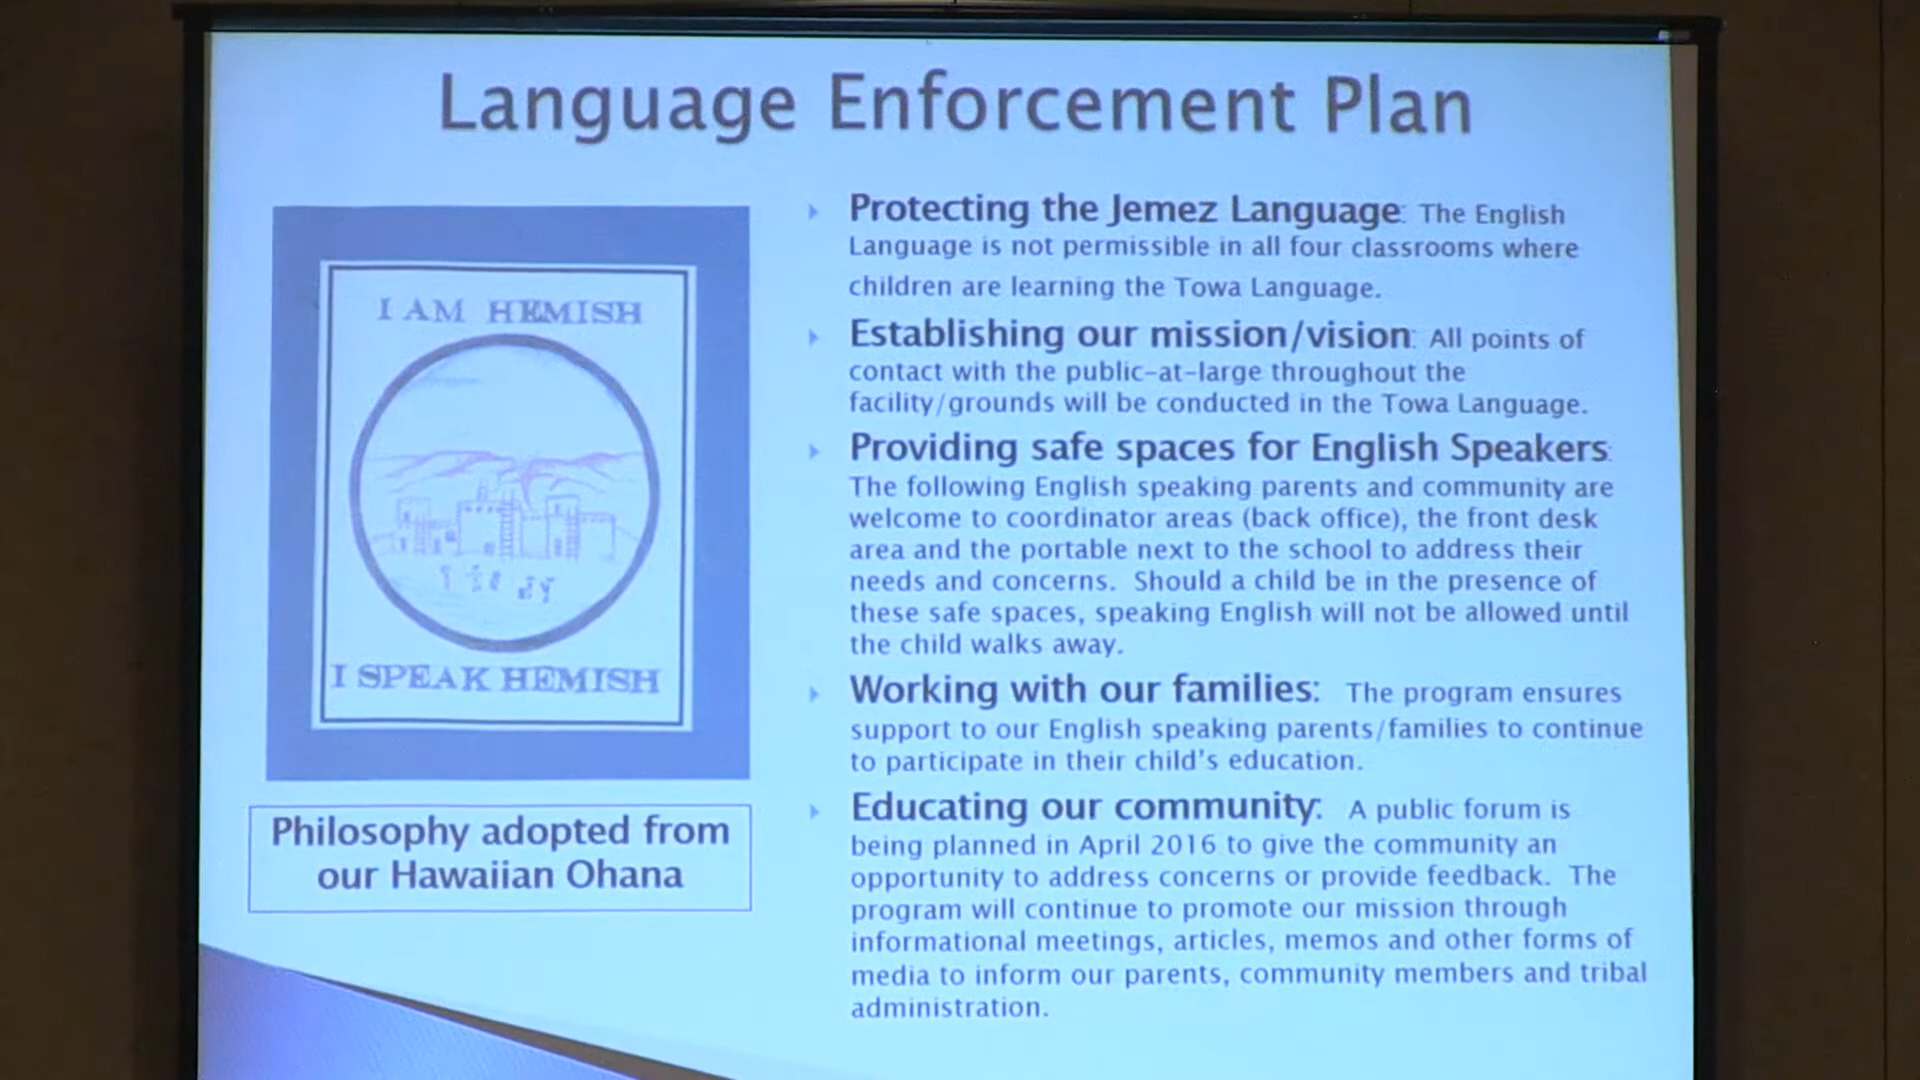 Language Enforcement Plan
I AM HEMISH
I SPEAK HEMISH
Philosophy adopted from
our Hawaiian Ohana
Protecting the Jemez Language: The English
Language is not permissible in all four classrooms where
children are learning the Towa Language.
Establishing our mission/vision: All points of
contact with the public-at-large throughout the
facility/grounds will be conducted in the Towa Language.
Providing safe spaces for English Speakers:
The following English speaking parents and community are
welcome to coordinator areas (back office), the front desk
area and the portable next to the school to address their
needs and concerns. Should a child be in the presence of
these safe spaces, speaking English will not be allowed until
the child walks away.
Working with our families: The program ensures
support to our English speaking parents/families to continue
to participate in their child's education.
Educating our community: A public forum is
being planned in April 2016 to give the community an
opportunity to address concerns or provide feedback. The
program will continue to promote our mission through
informational meetings, articles, memos and other forms of
media to inform our parents, community members and tribal
administration.